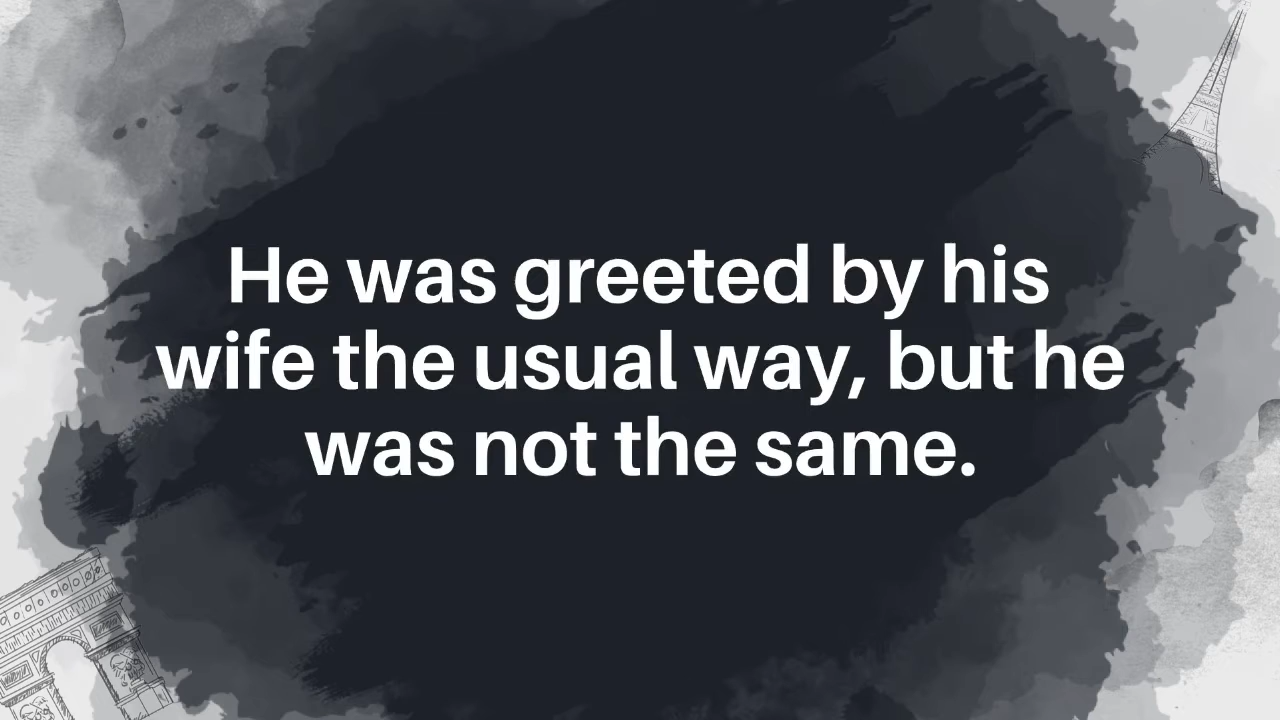 He was greeted by his
wife the usual way, but he
was not the same.